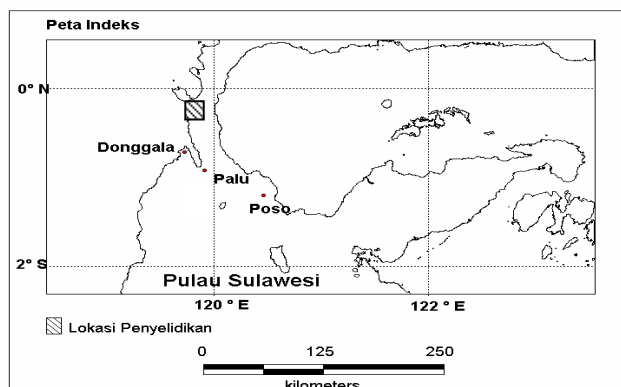 Peta Indeks
0° N
Donggala
Palu
Poso
2° S
Pulau Sulawesi
120 ° E
122 ° E
Lokasi Penyelidikan
0 125 250
kilometers